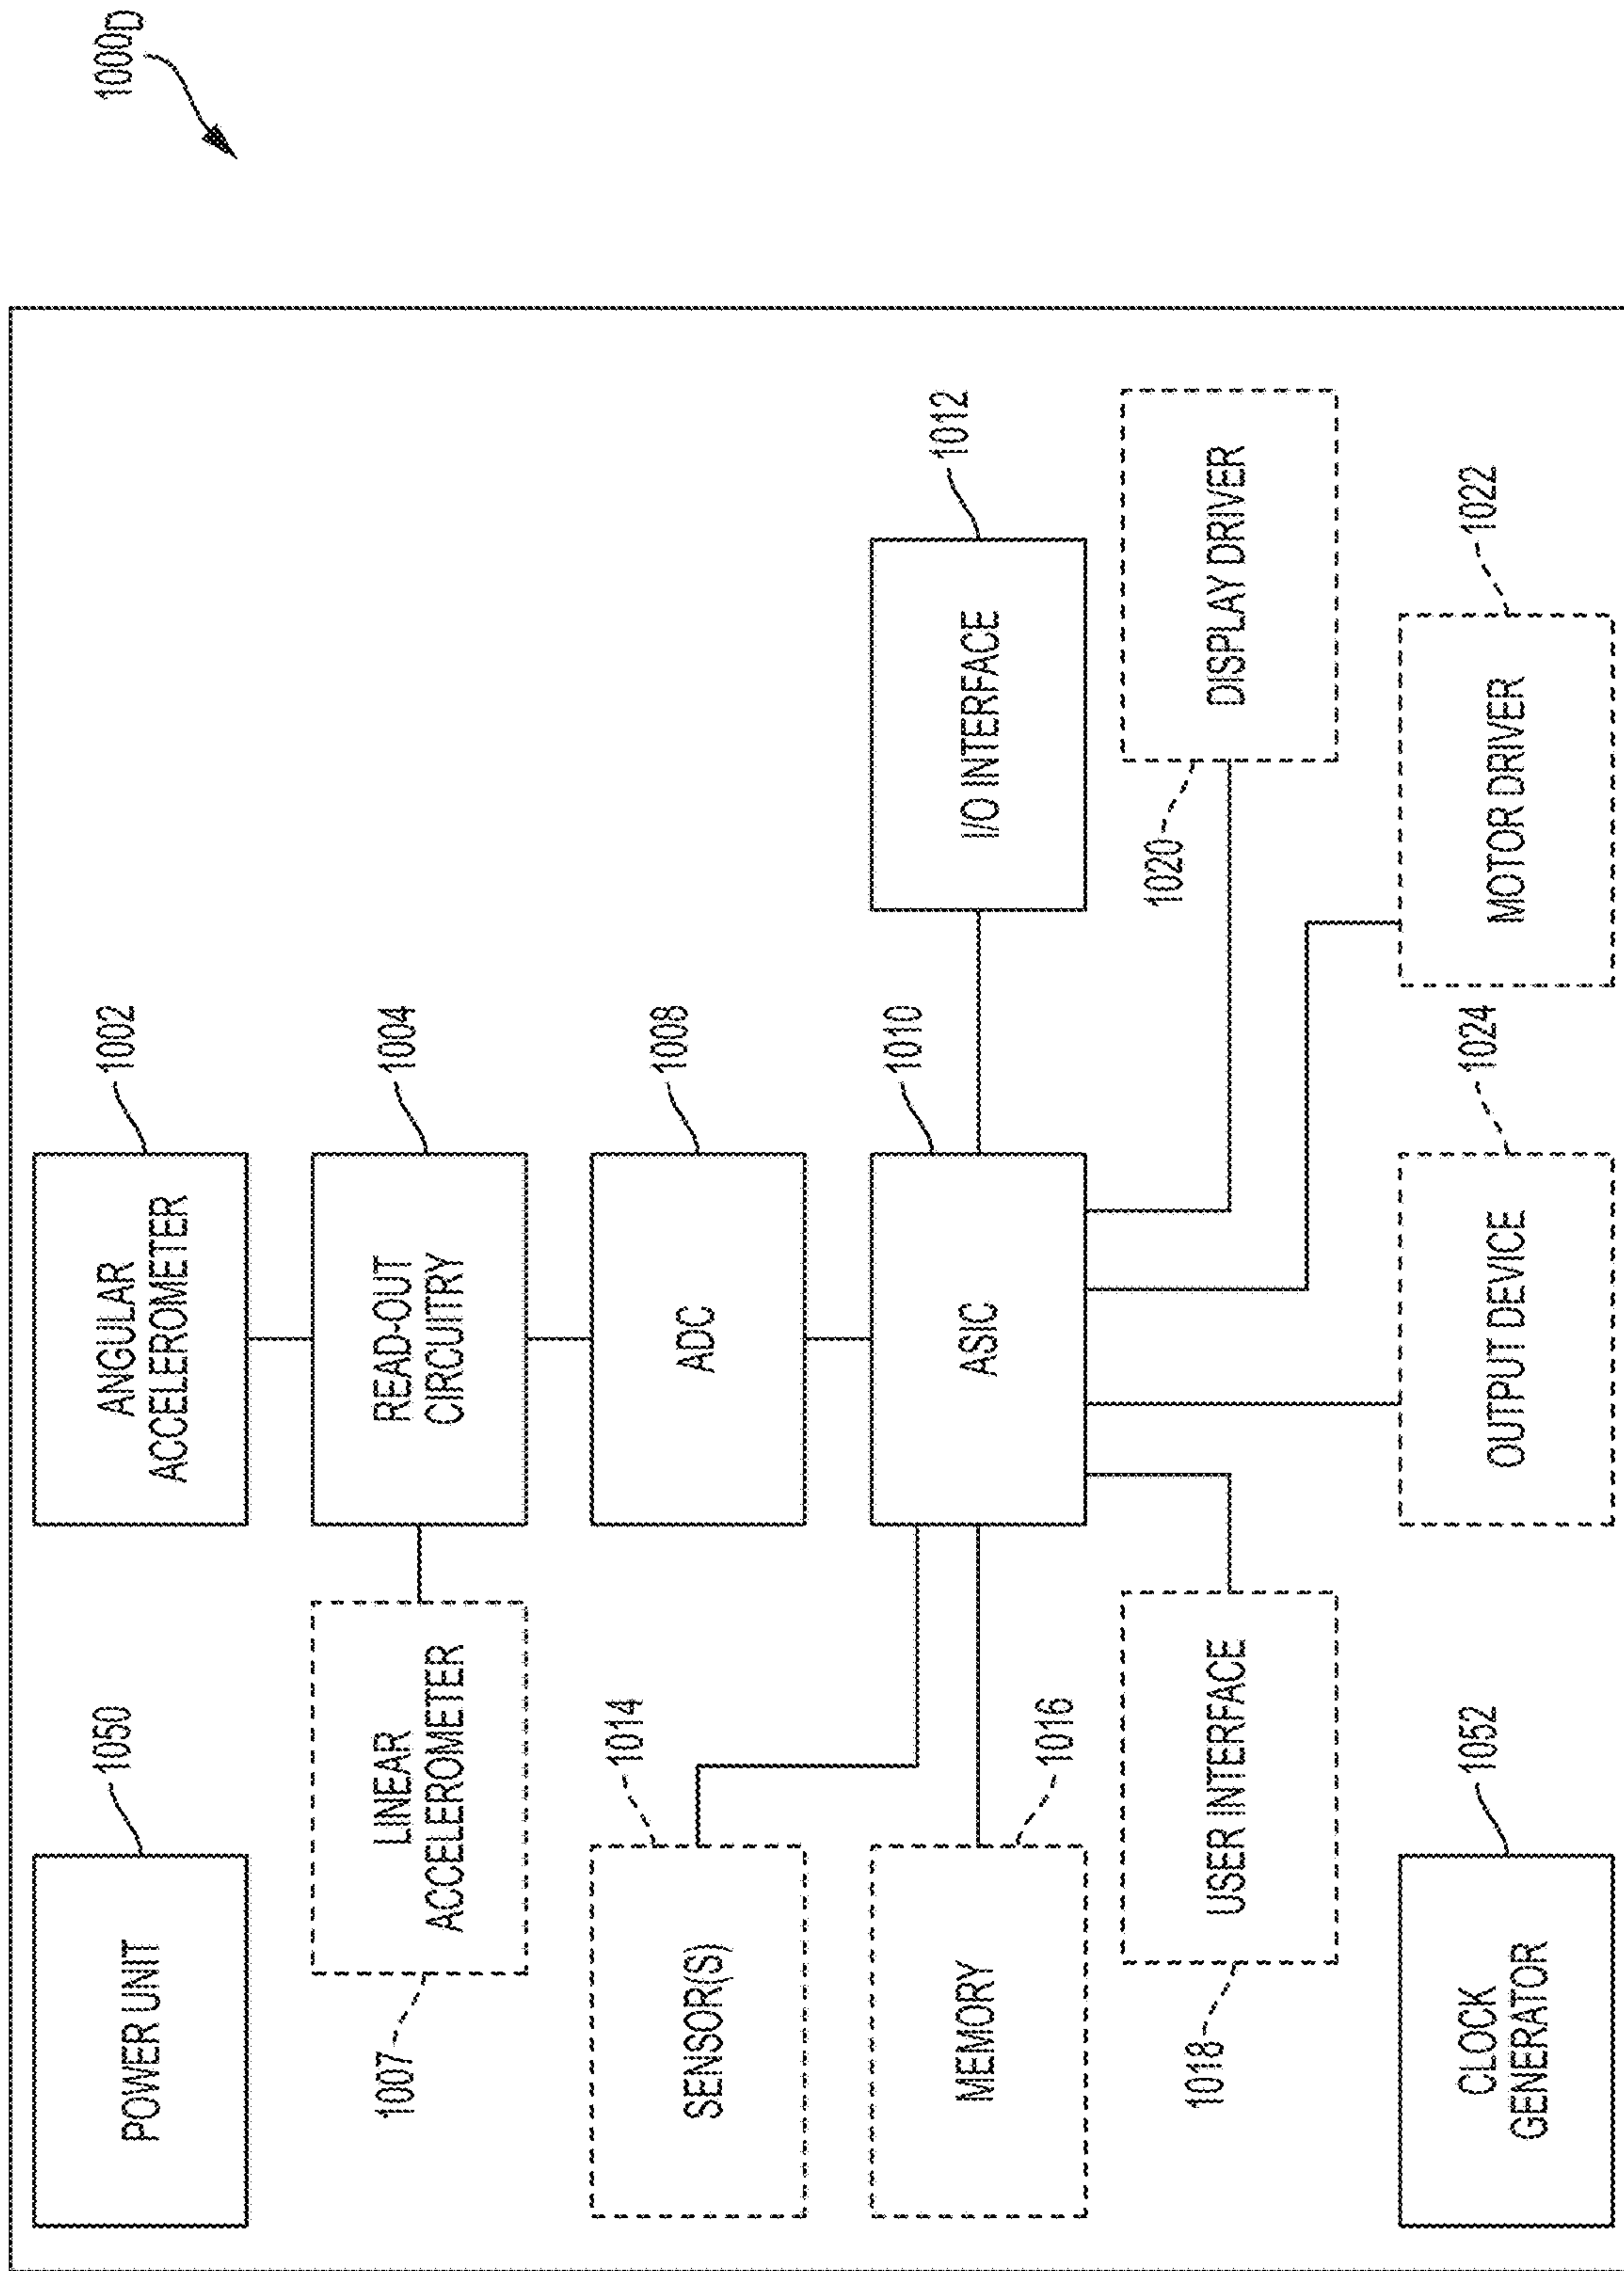 1000D
1050
POWER UNIT
1002
ANGULAR
ACCELEROMETER
1007
LINEAR
ACCELEROMETER
1004
READ-OUT
CIRCUITRY
1014
SENSOR(S)
1008
ADC
1016
MEMORY
1010
ASIC
1012
I/O INTERFACE
1018
USER INTERFACE
1020
DISPLAY DRIVER
1052
CLOCK
GENERATOR
1024
OUTPUT DEVICE
1022
MOTOR DRIVER